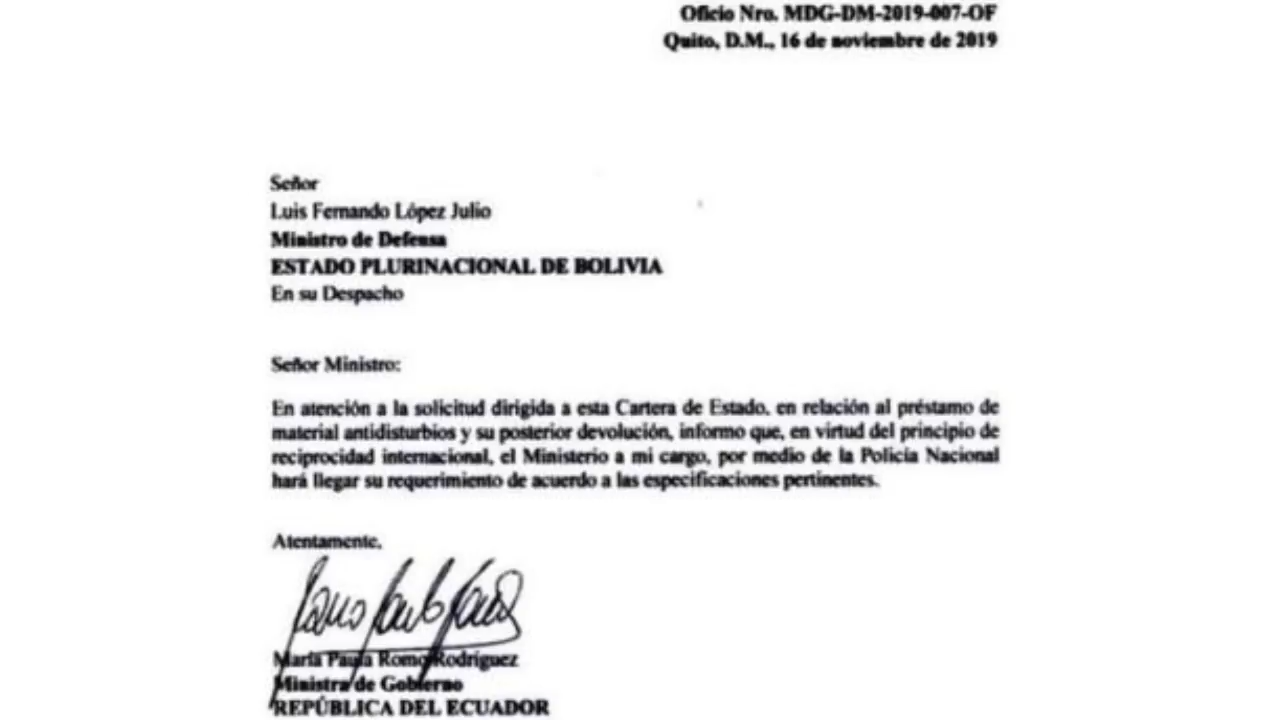 Oficio Nro. MDG-DM-2019-007-OF
Quito, D.M., 16 de noviembre de 2019
Señor
Luis Fernando López Julio
Ministro de Defensa
ESTADO PLURINACIONAL DE BOLIVIA
En su Despacho
Señor Ministro:
En atención a la solicitud dirigida a esta Cartera de Estado, en relación al préstamo de
material antidisturbios y su posterior devolución, informo que, en virtud del principio de
reciprocidad internacional, el Ministerio a mi cargo, por medio de la Policía Nacional
hará llegar su requerimiento de acuerdo a las especificaciones pertinentes.
Atentamente,
María Paula Romo Rodríguez
Ministra de Gobierno
REPÚBLICA DEL ECUADOR